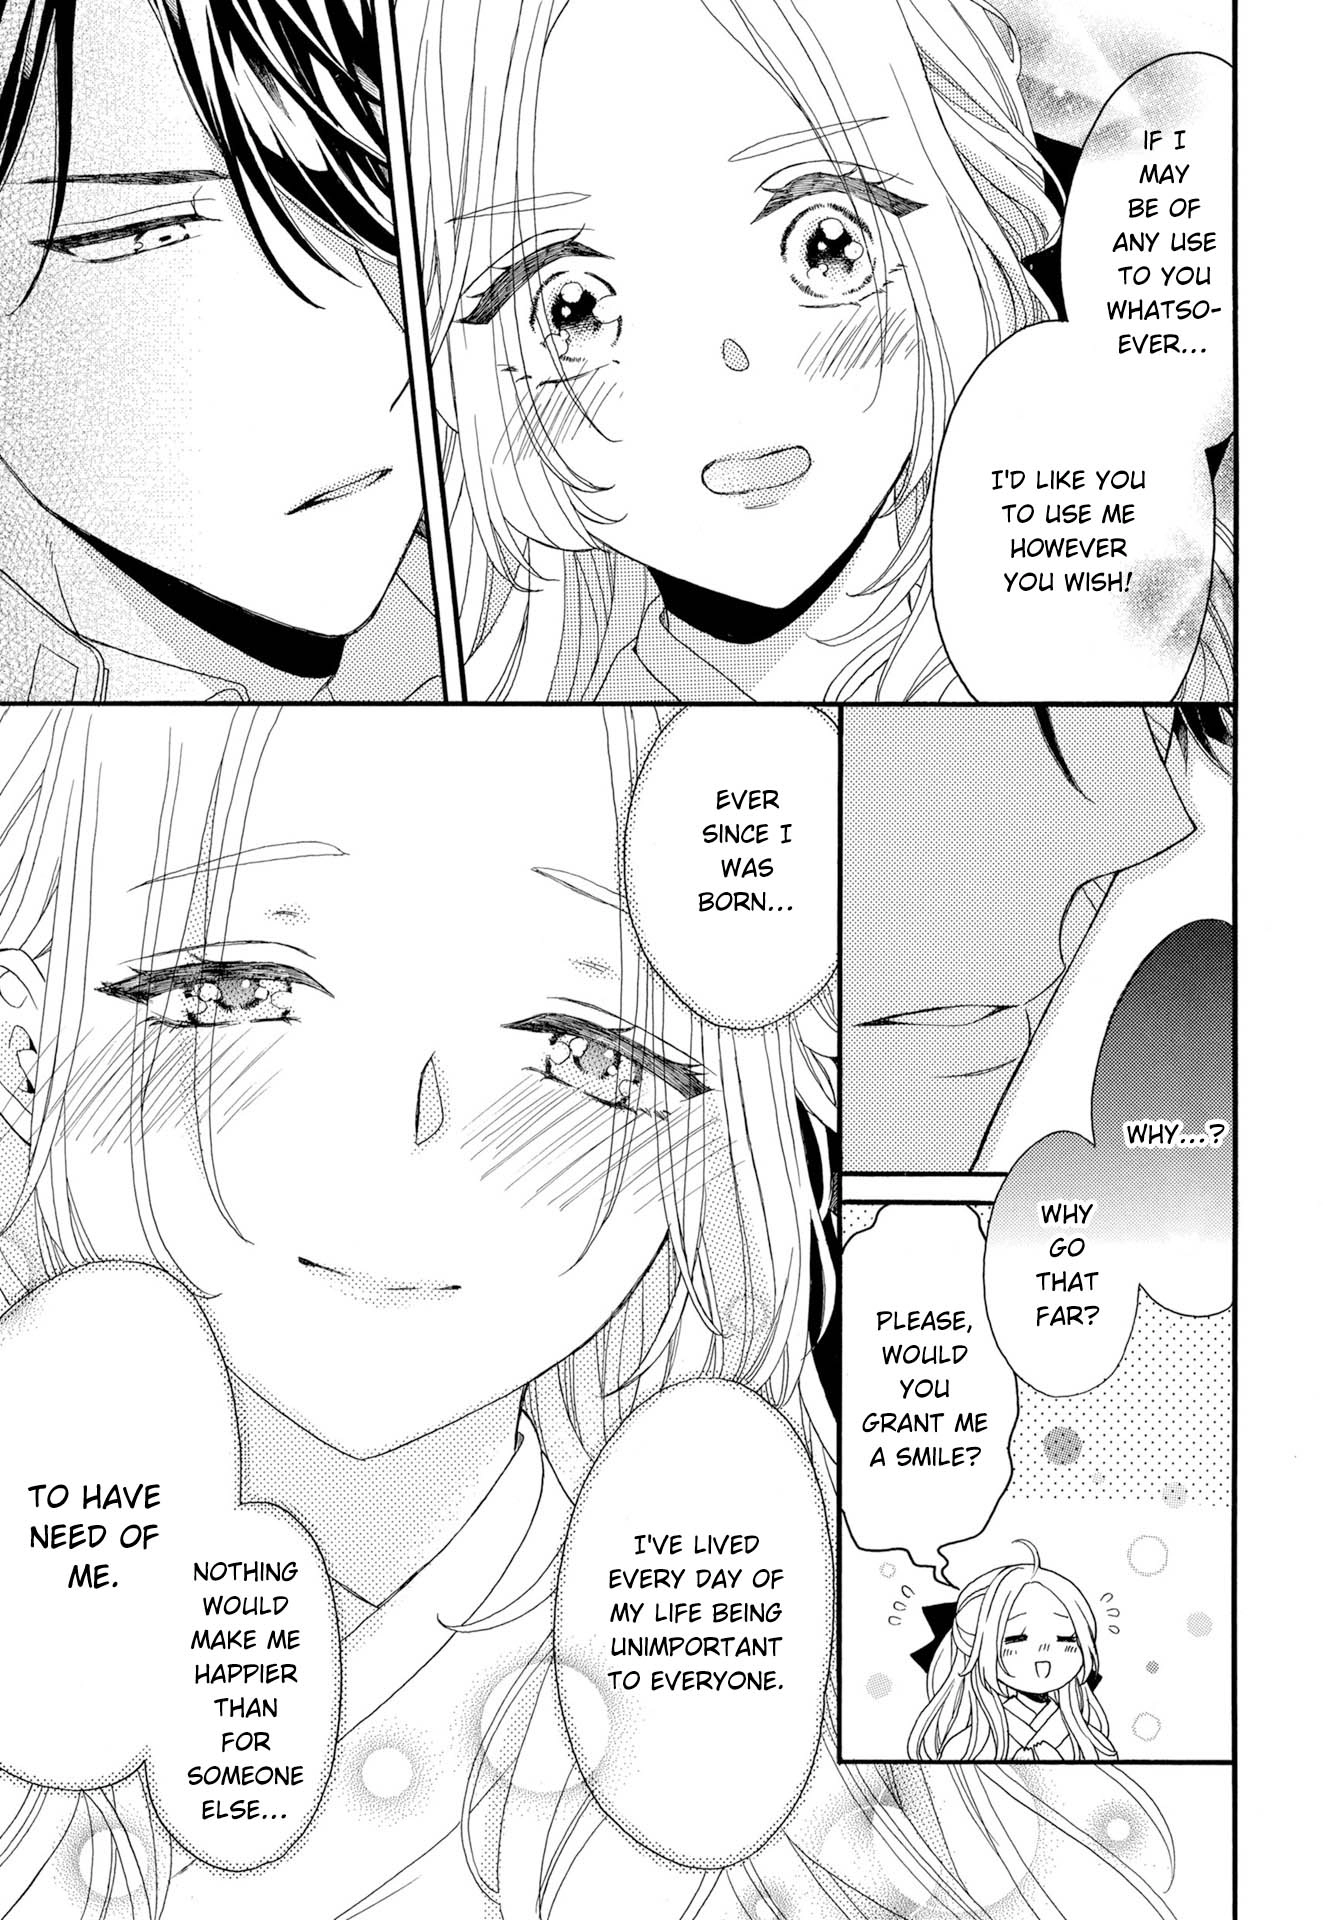 IF I
MAY
BE OF
ANY USE
TO YOU
WHATSO-
EVER...
I'D LIKE YOU
TO USE ME
HOWEVER
YOU WISH!
WHY...?
WHY
GO
THAT
FAR?
PLEASE,
WOULD
YOU
GRANT ME
A SMILE?
EVER
SINCE I
WAS
BORN...
I'VE LIVED
EVERY DAY OF
MY LIFE BEING
UNIMPORTANT
TO EVERYONE.
NOTHING
WOULD
MAKE ME
HAPPIER
THAN
FOR
SOMEONE
ELSE...
TO HAVE
NEED OF
ME.